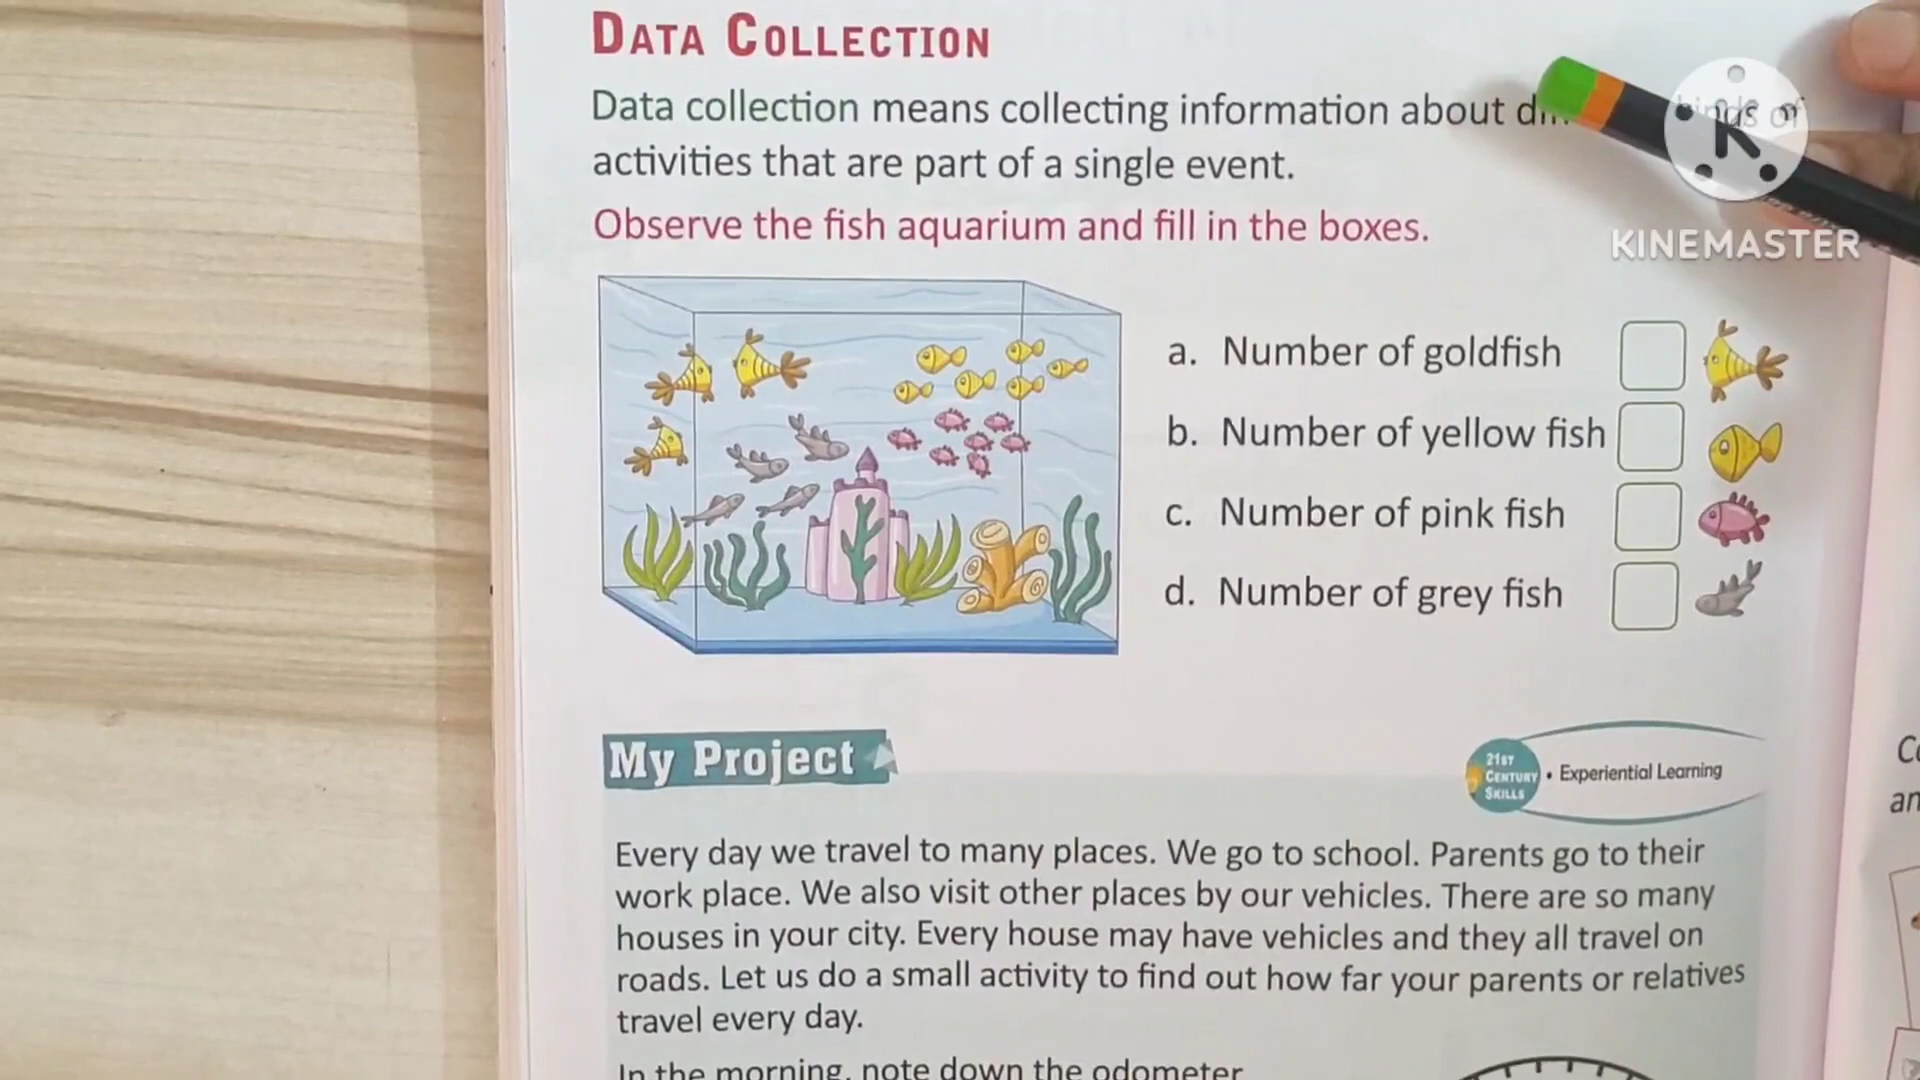 DATA COLLECTION
Data collection means collecting information about kinds of
activities that are part of a single event.
Observe the fish aquarium and fill in the boxes.
KINEMASTER
a. Number of goldfish
b. Number of yellow fish
c. Number of pink fish
d. Number of grey fish
My Project
21ST
CENTURY
SKILLS
• Experiential Learning
Every day we travel to many places. We go to school. Parents go to their
work place. We also visit other places by our vehicles. There are so many
houses in your city. Every house may have vehicles and they all travel on
roads. Let us do a small activity to find out how far your parents or relatives
travel every day.
In the morning, note down the odometer